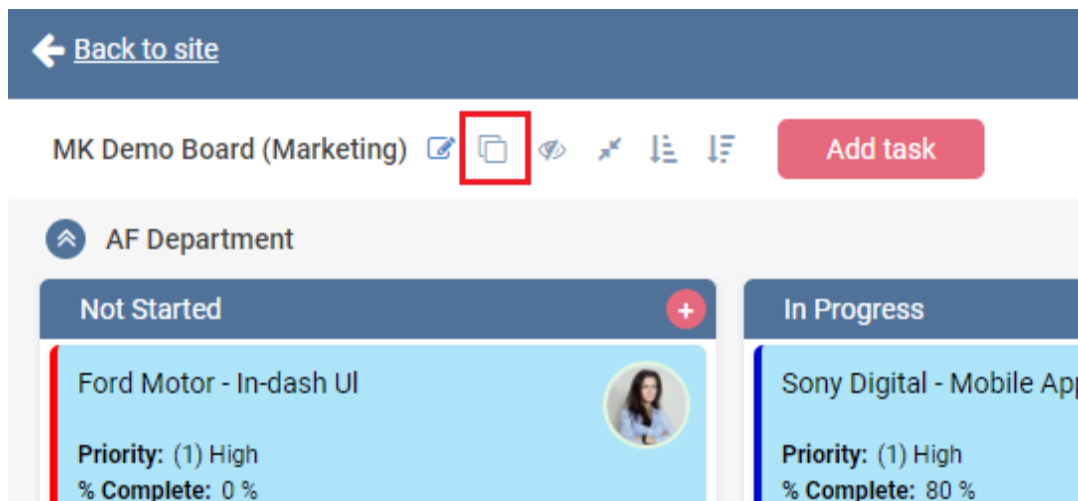 Back to site
MK Demo Board (Marketing) Add task
AF Department
Not Started
+
Ford Motor - In-dash UI
Priority: (1) High
% Complete: 0 %
In Progress
Sony Digital - Mobile Ap
Priority: (1) High
% Complete: 80 %